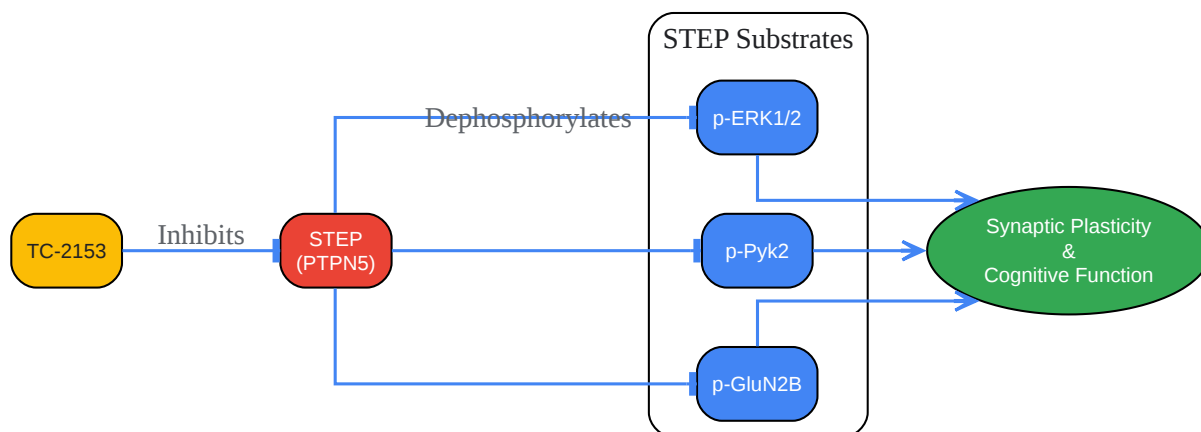 STEP Substrates
Dephosphorylates
p-ERK1/2
TC-2153
Inhibits
STEP
(PTPN5)
p-Pyk2
Synaptic Plasticity
&
Cognitive Function
p-GluN2B